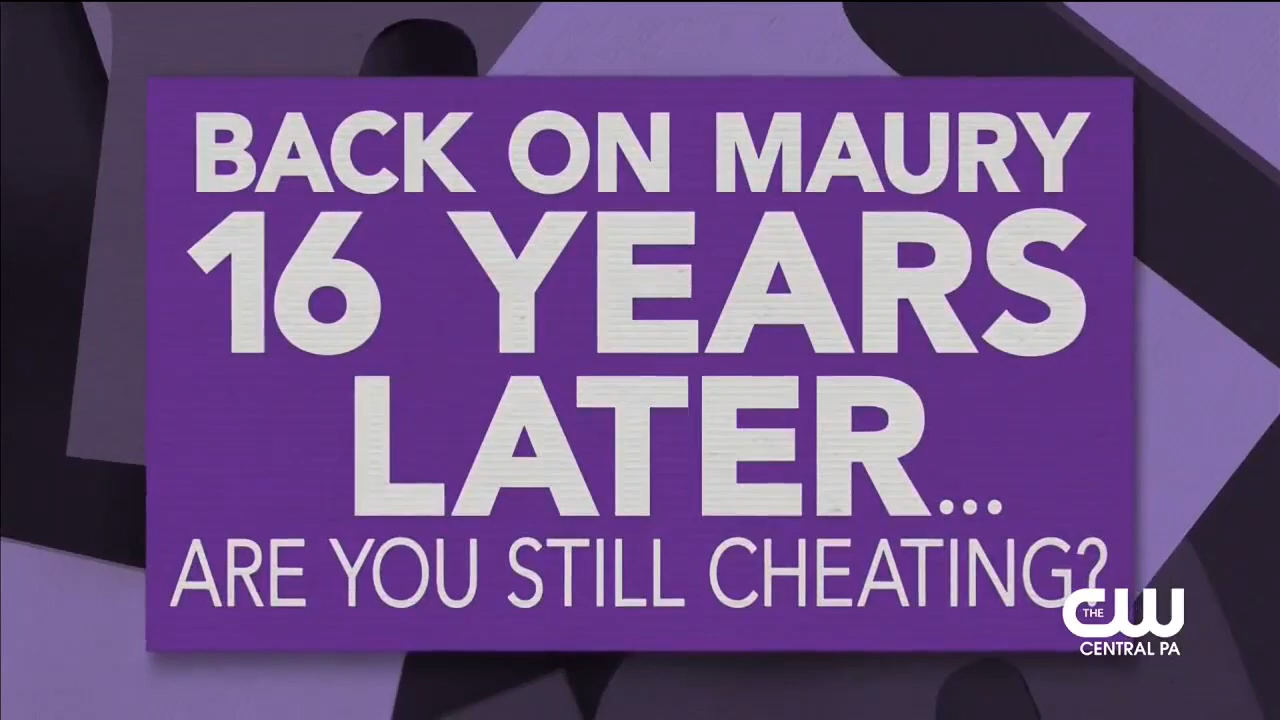 BACK ON MAURY
16 YEARS
LATER...
ARE YOU STILL CHEATING?
THE CW
CENTRAL PA